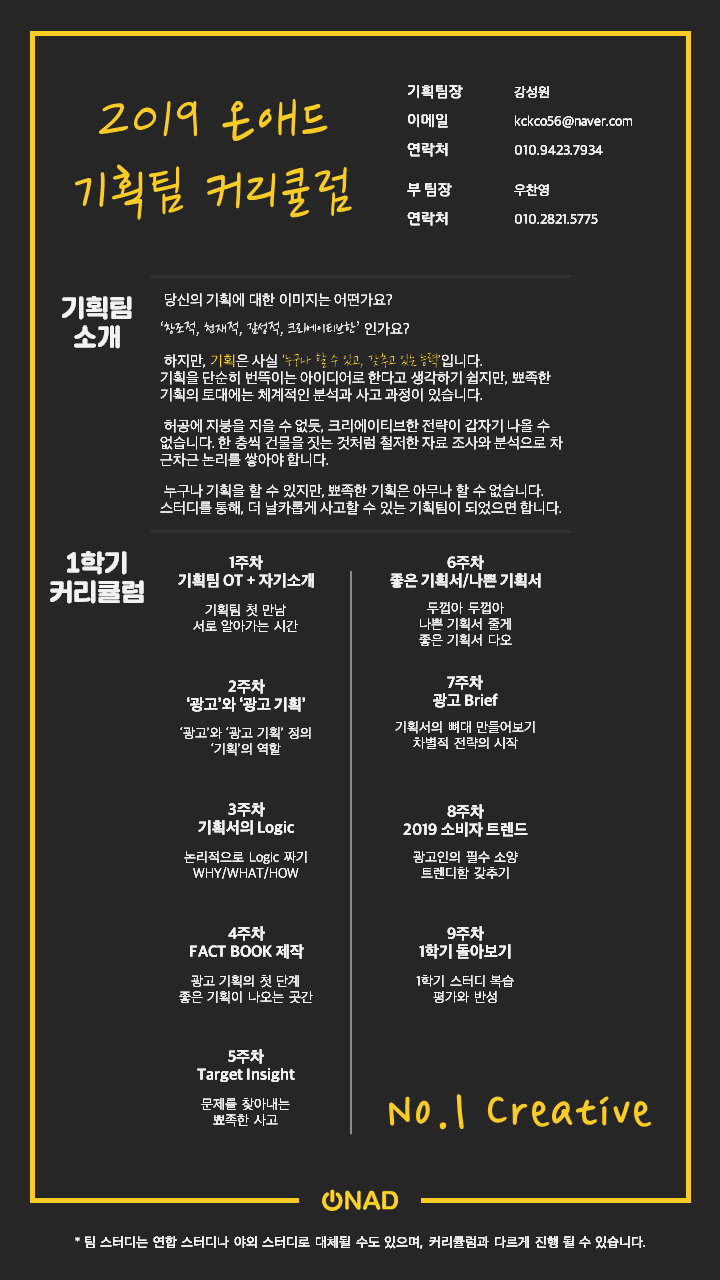 2019 온애드
기획팀 커리큘럼
기획팀장 강성원
이메일 kckco56@naver.com
연락처 010.9423.7934
부 팀장 우찬영
연락처 010.2821.5775
기획팀
소개
당신의 기획에 대한 이미지는 어떤가요?
‘창조적, 천재적, 감성적, 크리에이티브한’ 인가요?
하지만, 기획은 사실 ‘누구나 할 수 있고, 갖추고 있는 능력’입니다.
기획을 단순히 번뜩이는 아이디어로 한다고 생각하기 쉽지만, 뾰족한
기획의 토대에는 체계적인 분석과 사고 과정이 있습니다.
허공에 지붕을 지을 수 없듯, 크리에이티브한 전략이 갑자기 나올 수
없습니다. 한 층씩 건물을 짓는 것처럼 철저한 자료 조사와 분석으로 차
근차근 논리를 쌓아야 합니다.
누구나 기획을 할 수 있지만, 뾰족한 기획은 아무나 할 수 없습니다.
스터디를 통해, 더 날카롭게 사고할 수 있는 기획팀이 되었으면 합니다.
1학기
커리큘럼
1주차
기획팀 OT + 자기소개
기획팀 첫 만남
서로 알아가는 시간
2주차
‘광고’와 ‘광고 기획’
‘광고’와 ‘광고 기획’ 정의
‘기획’의 역할
3주차
기획서의 Logic
논리적으로 Logic 짜기
WHY/WHAT/HOW
4주차
FACT BOOK 제작
광고 기획의 첫 단계
좋은 기획이 나오는 곳간
5주차
Target Insight
문제를 찾아내는
뾰족한 사고
6주차
좋은 기획서/나쁜 기획서
두껍아 두껍아
나쁜 기획서 줄게
좋은 기획서 다오
7주차
광고 Brief
기획서의 뼈대 만들어보기
차별적 전략의 시작
8주차
2019 소비자 트렌드
광고인의 필수 소양
트렌디함 갖추기
9주차
1학기 돌아보기
1학기 스터디 복습
평가와 반성
No.1 Creative
ONAD
* 팀 스터디는 연합 스터디나 야외 스터디로 대체될 수도 있으며, 커리큘럼과 다르게 진행 될 수 있습니다.